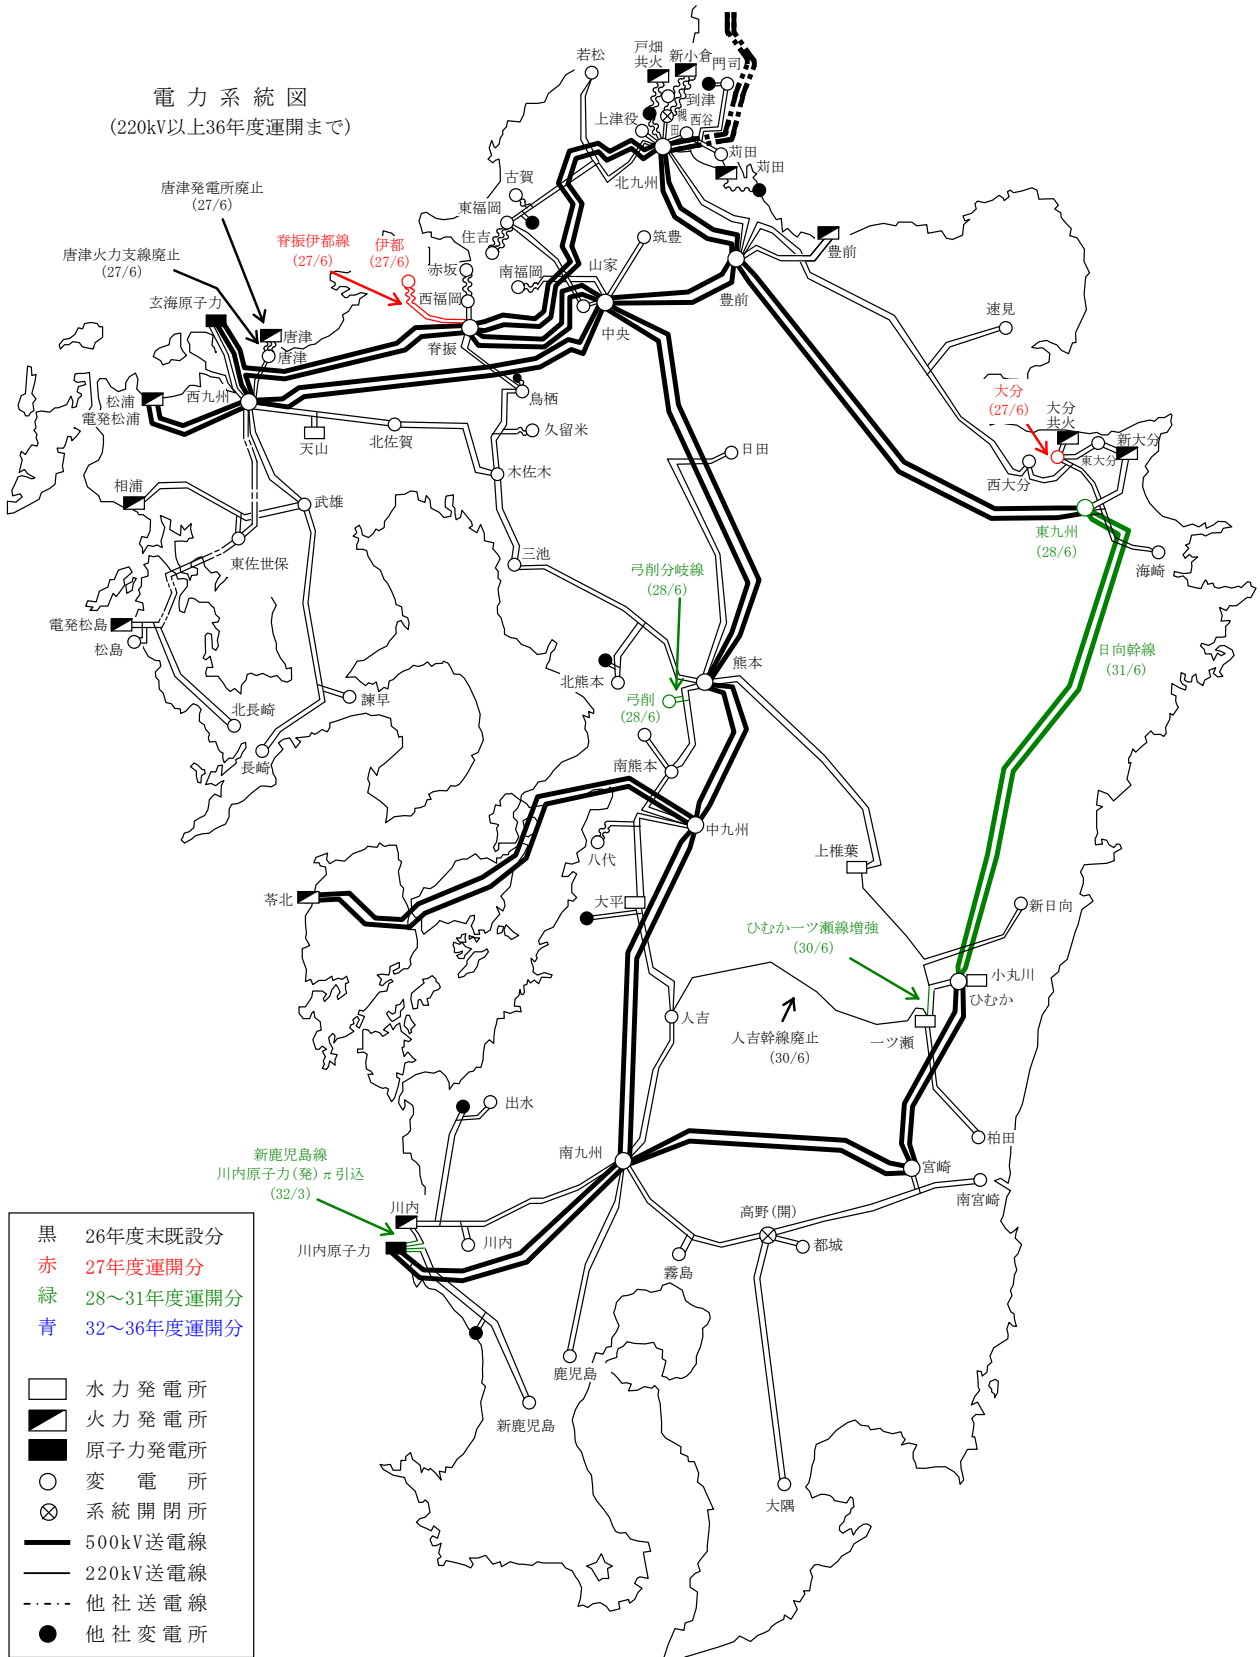 電力系統図
(220kV以上36年度運開まで)
若松
戸畑
共火
新小倉
門司
到津
上津役
西谷
北九州
苅田
苅田
古賀
東福岡
住吉
筑豊
山家
南福岡
赤坂
西福岡
脊振
中央
豊前
豊前
唐津発電所廃止
(27/6)
唐津火力支線廃止
(27/6)
脊振伊都線
(27/6)
伊都
(27/6)
玄海原子力
唐津
唐津
松浦
電発松浦
西九州
鳥栖
久留米
天山
北佐賀
木佐木
速見
大分
(27/6)
大分
共火
新大分
東大分
西大分
日田
相浦
武雄
東佐世保
三池
東九州
(28/6)
海崎
弓削分岐線
(28/6)
電発松島
松島
北熊本
弓削
(28/6)
熊本
日向幹線
(31/6)
諫早
北長崎
長崎
南熊本
中九州
八代
上椎葉
苓北
大平
新日向
ひむか一ツ瀬線増強
(30/6)
小丸川
ひむか
人吉
人吉幹線廃止
(30/6)
一ツ瀬
出水
柏田
新鹿児島線
川内原子力(発)π引込
(32/3)
南九州
宮崎
南宮崎
川内
川内原子力
川内
高野(開)
都城
霧島
鹿児島
新鹿児島
大隅
黒 26年度末既設分
赤 27年度運開分
緑 28〜31年度運開分
青 32〜36年度運開分
水力発電所
火力発電所
原子力発電所
変電所
系統開閉所
500kV送電線
220kV送電線
他社送電線
他社変電所